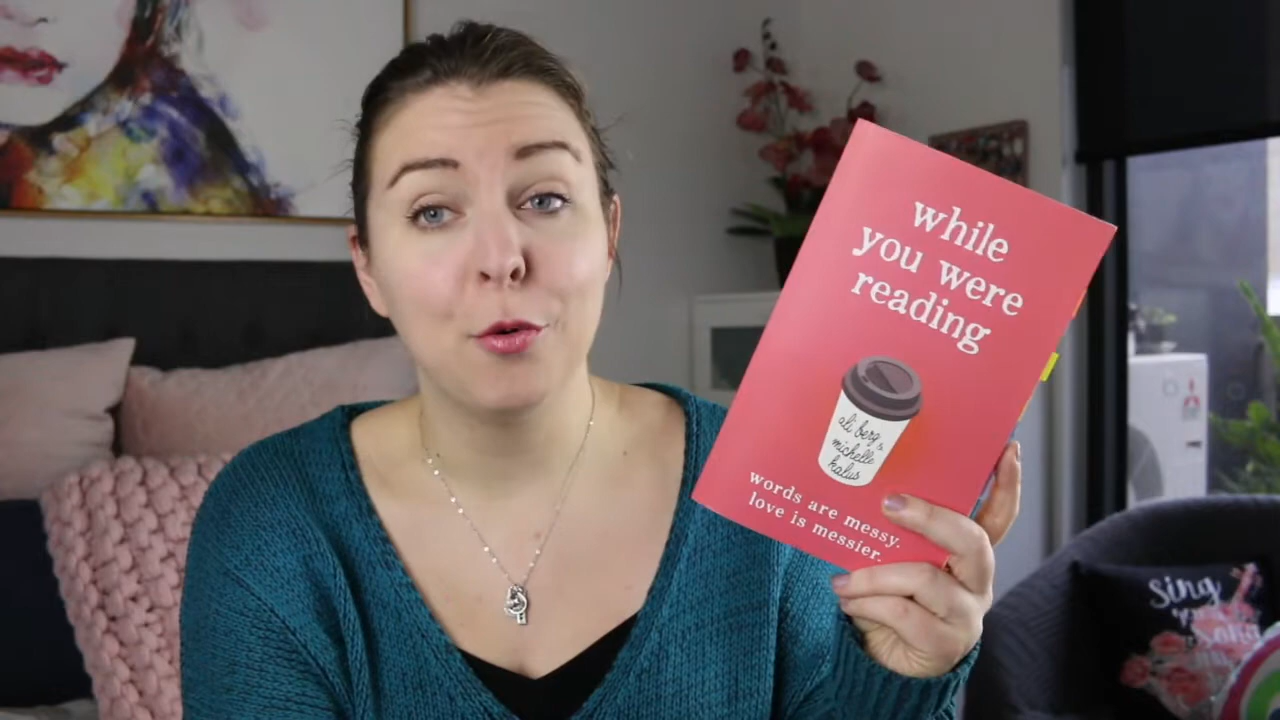 while
you were
reading
ali berg &
michelle
kalus
words are messy.
love is messier.
Sing